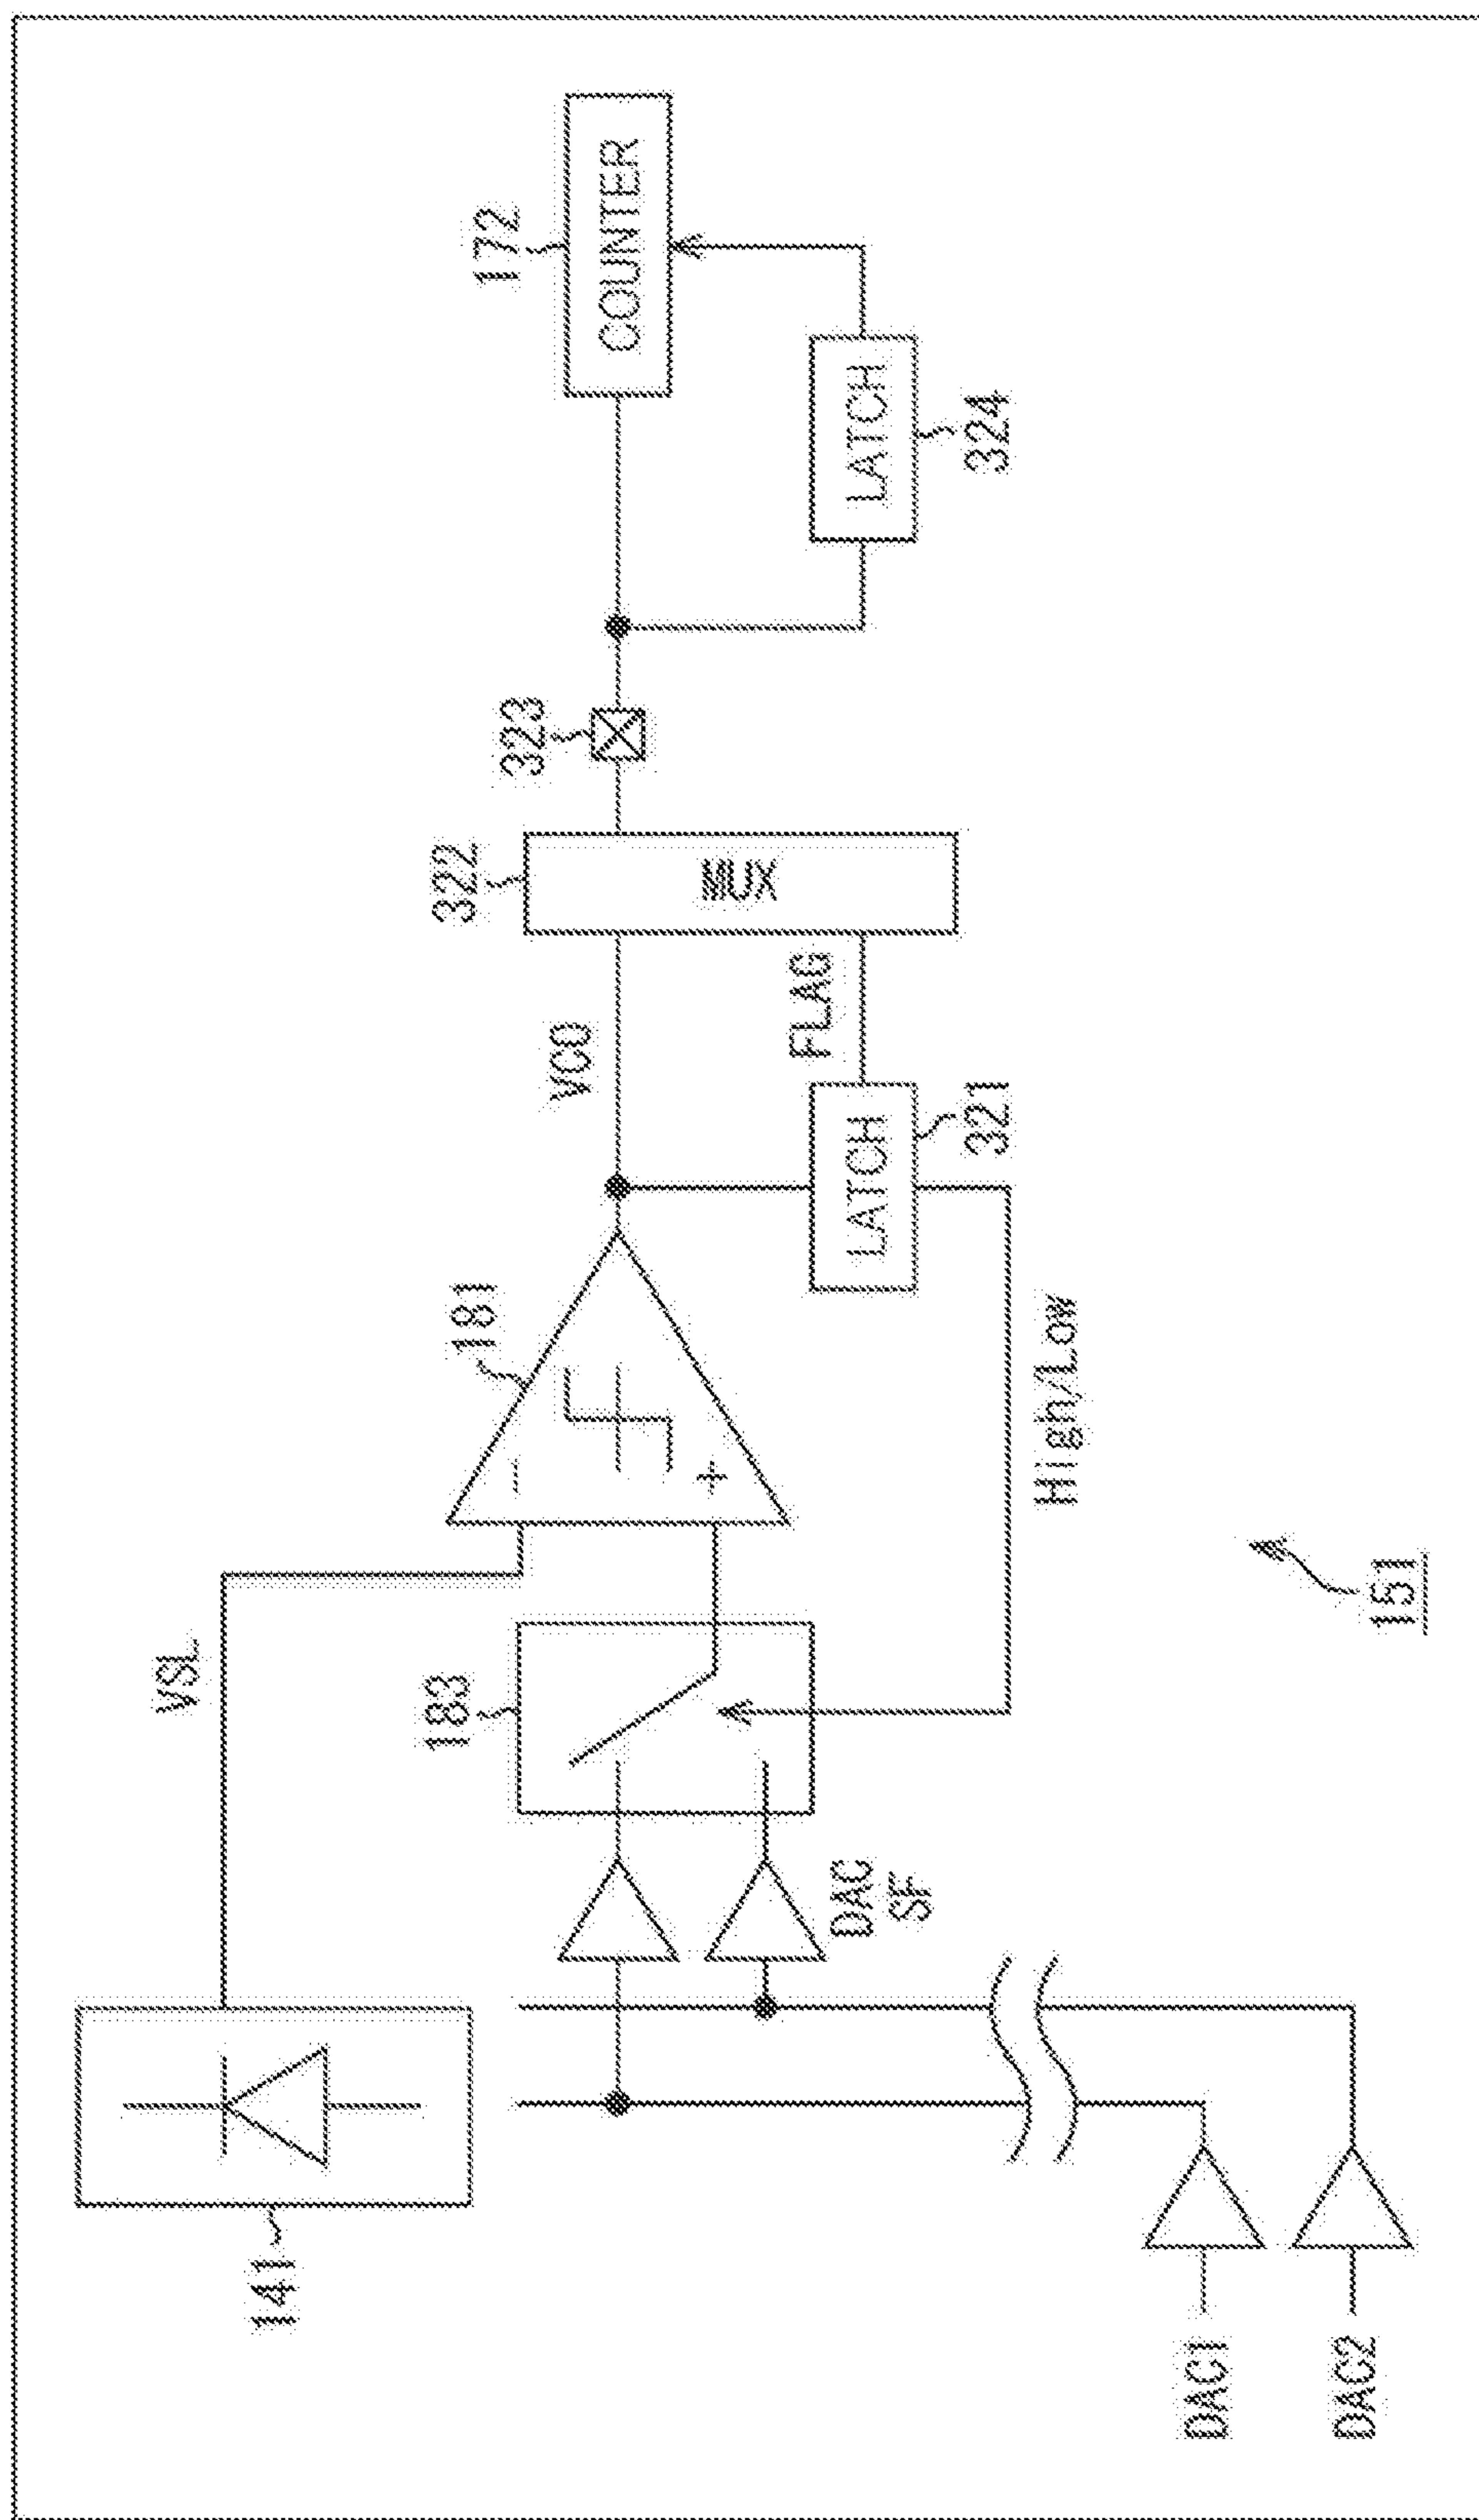 141
VSL
183
DAC
SF
DAC1
DAC2
181
-
+
High/Low
VCO
LATCH
321
FLAG
322
MUX
323
LATCH
324
172
COUNTER
151